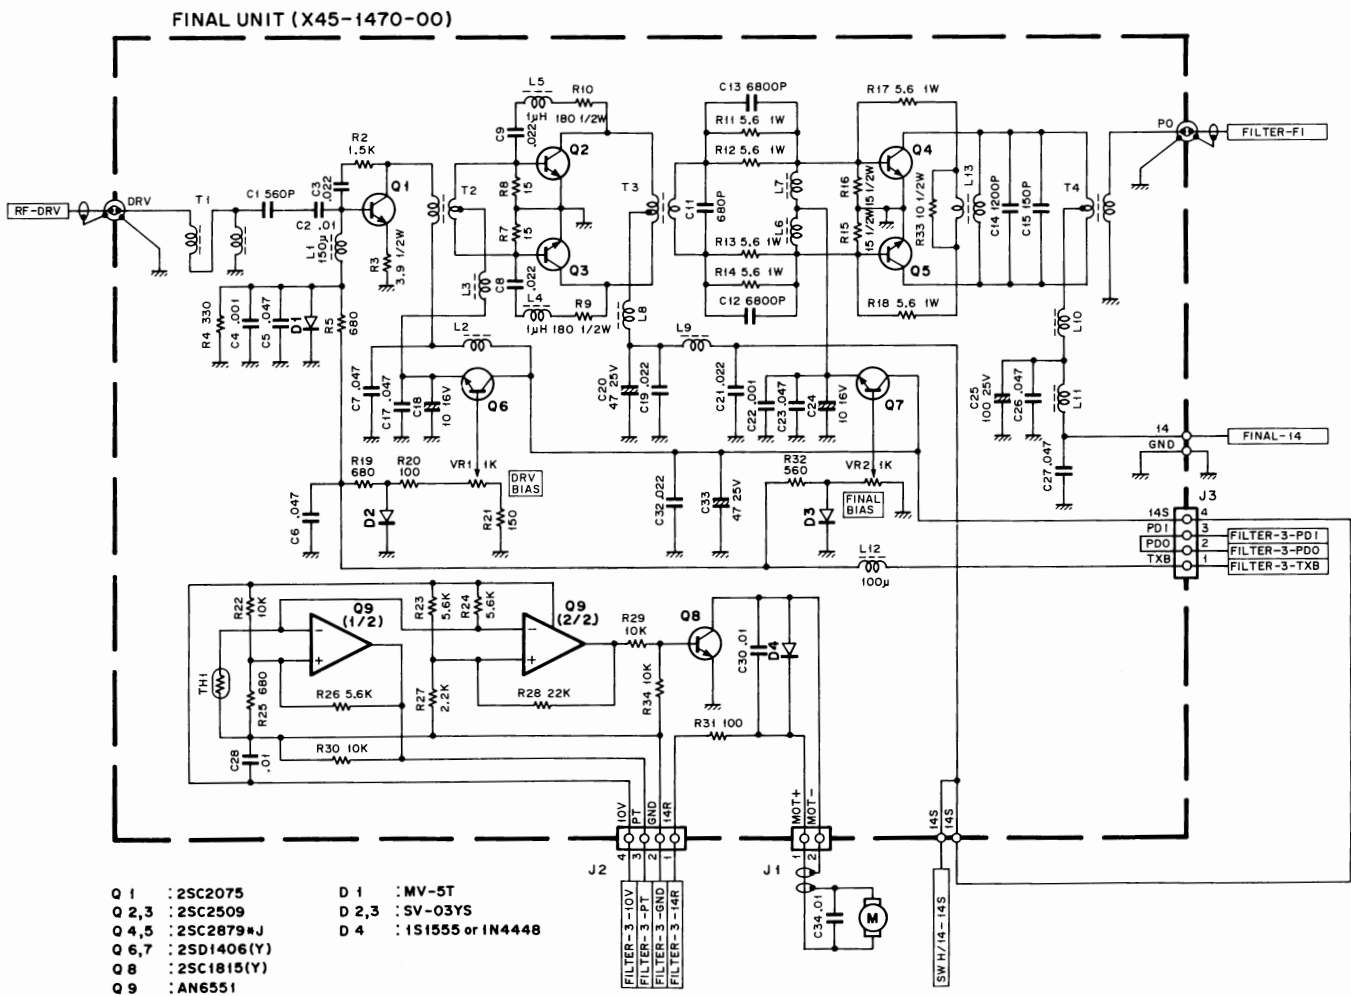 FINAL UNIT (X45-1470-00)
RF-DRV
DRV
T1
C1 560P
C2 .01
C3 .022
R2 1.5K
Q1
L1 150μ
R3 3.9 1/2W
R4 330
C4 .001
C5 .047
D1
R5 680
T2
L3
L2
C9 .022
L5 1μH
R10 180 1/2W
Q2
R8 15
R7 15
Q3
C8 .022
L4 1μH
R9 180 1/2W
T3
L8
L9
C13 6800P
R11 5.6 1W
R12 5.6 1W
C11 680P
R13 5.6 1W
R14 5.6 1W
C12 6800P
L7
L6
R17 5.6 1W
Q4
R16 15 1/2W
R15 15 1/2W
Q5
R18 5.6 1W
R33 10 1/2W
L13
C14 1200P
C15 150P
T4
PO
FILTER-F1
L10
L11
C25 100 25V
C26 .047
C27 .047
14
GND
FINAL-14
C7 .047
C17 .047
C18 10 16V
Q6
C20 47 25V
C19 .022
C21 .022
C22 .001
C23 .047
C24 10 16V
Q7
R19 680
R20 100
VR1 1K
DRV BIAS
C6 .047
D2
R21 150
C32 .022
C33 47 25V
R32 560
VR2 1K
FINAL BIAS
D3
L12 100μ
J3
14S 4
PDI 3 FILTER-3-PDI
PDO 2 FILTER-3-PDO
TXB 1 FILTER-3-TXB
R22 10K
Q9 (1/2)
-
+
TH1
R25 680
R26 5.6K
R30 10K
C28 .01
R23 5.6K
R24 5.6K
Q9 (2/2)
-
+
R27 2.2K
R28 22K
R29 10K
Q8
R34 10K
C30 .01
D4
R31 100
10V
PT
GND
14R
J2
4 3 2 1
FILTER-3-10V
FILTER-3-PT
FILTER-3-GND
FILTER-3-14R
MOT+
MOT-
J1
1 2
C34 .01
M
14S
14S
SW H/14-14S
Q 1 : 2SC2075
Q 2,3 : 2SC2509
Q 4,5 : 2SC2879*J
Q 6,7 : 2SD1406(Y)
Q 8 : 2SC1815(Y)
Q 9 : AN6551
D 1 : MV-5T
D 2,3 : SV-03YS
D 4 : 1S1555 or 1N4448